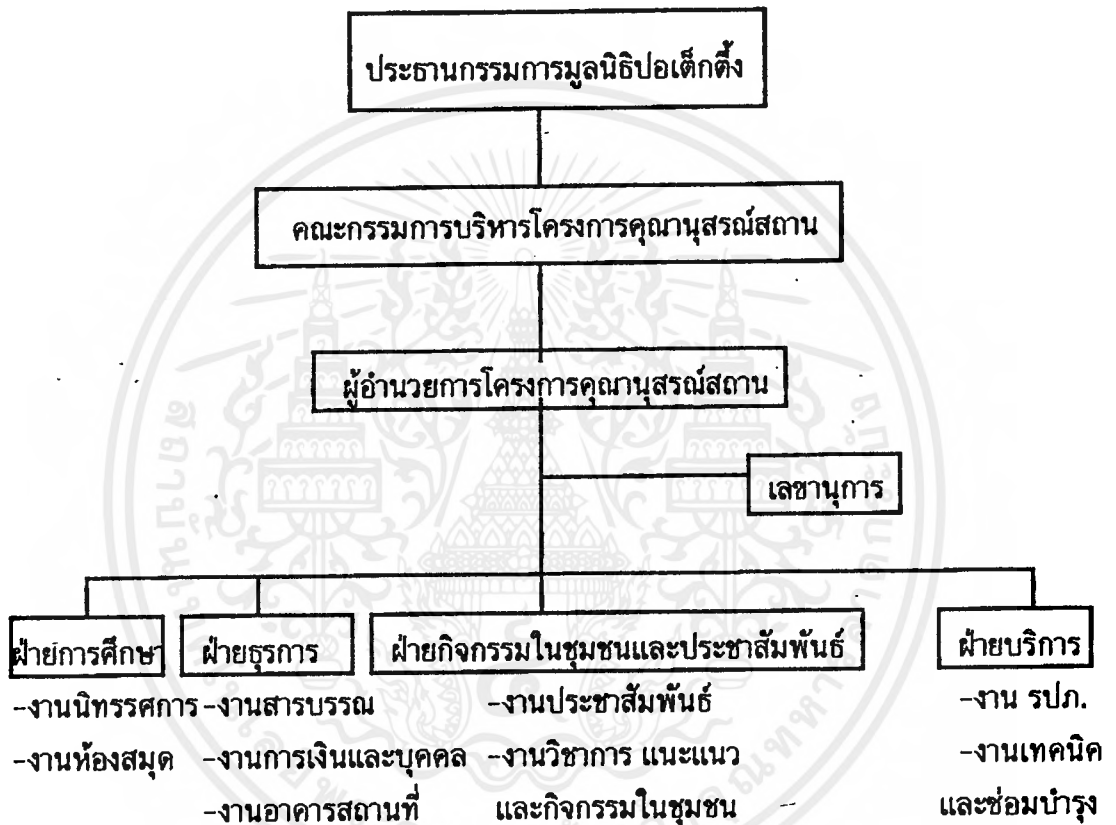 ประธานกรรมการมูลนิธิปอเต็กตึ้ง
คณะกรรมการบริหารโครงการคุณานุสรณ์สถาน
ผู้อำนวยการโครงการคุณานุสรณ์สถาน
เลขานุการ
ฝ่ายการศึกษา ฝ่ายธุรการ ฝ่ายกิจกรรมในชุมชนและประชาสัมพันธ์ ฝ่ายบริการ
-งานนิทรรศการ -งานสารบรรณ -งานประชาสัมพันธ์ -งาน รปภ.
-งานห้องสมุด -งานการเงินและบุคคล -งานวิชาการ แนะแนว -งานเทคนิค
-งานอาคารสถานที่ และกิจกรรมในชุมชน และซ่อมบำรุง